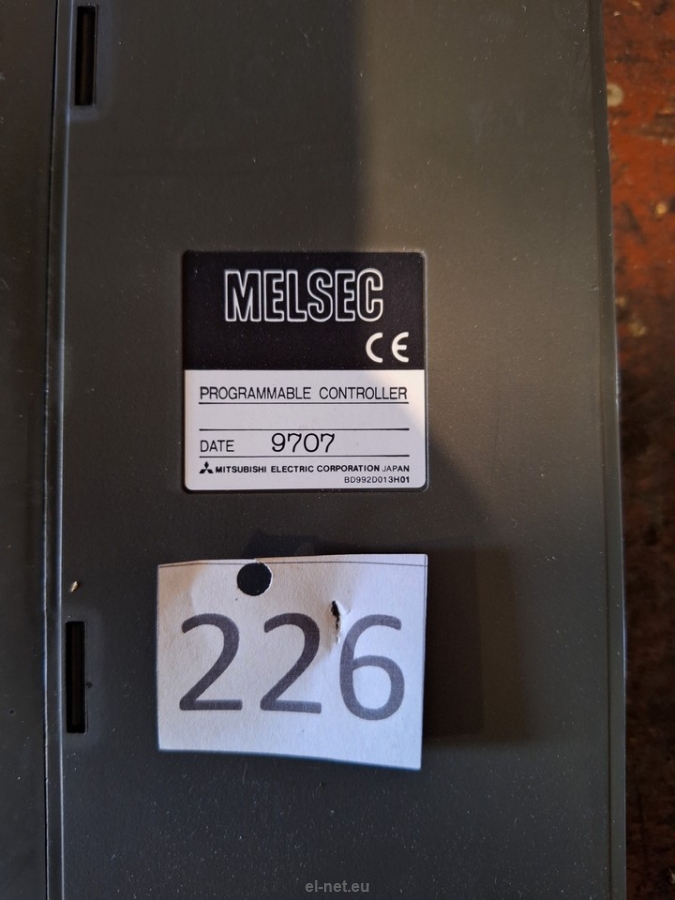 MELSEC
CE
PROGRAMMABLE CONTROLLER
DATE 9707
MITSUBISHI ELECTRIC CORPORATION JAPAN
BD992D013H01
226
el-net.eu